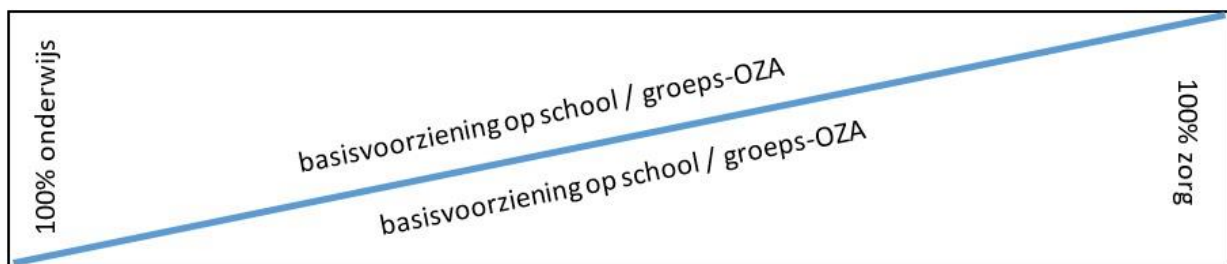 100% onderwijs
basisvoorziening op school / groeps-OZA
basisvoorziening op school / groeps-OZA
100% zorg